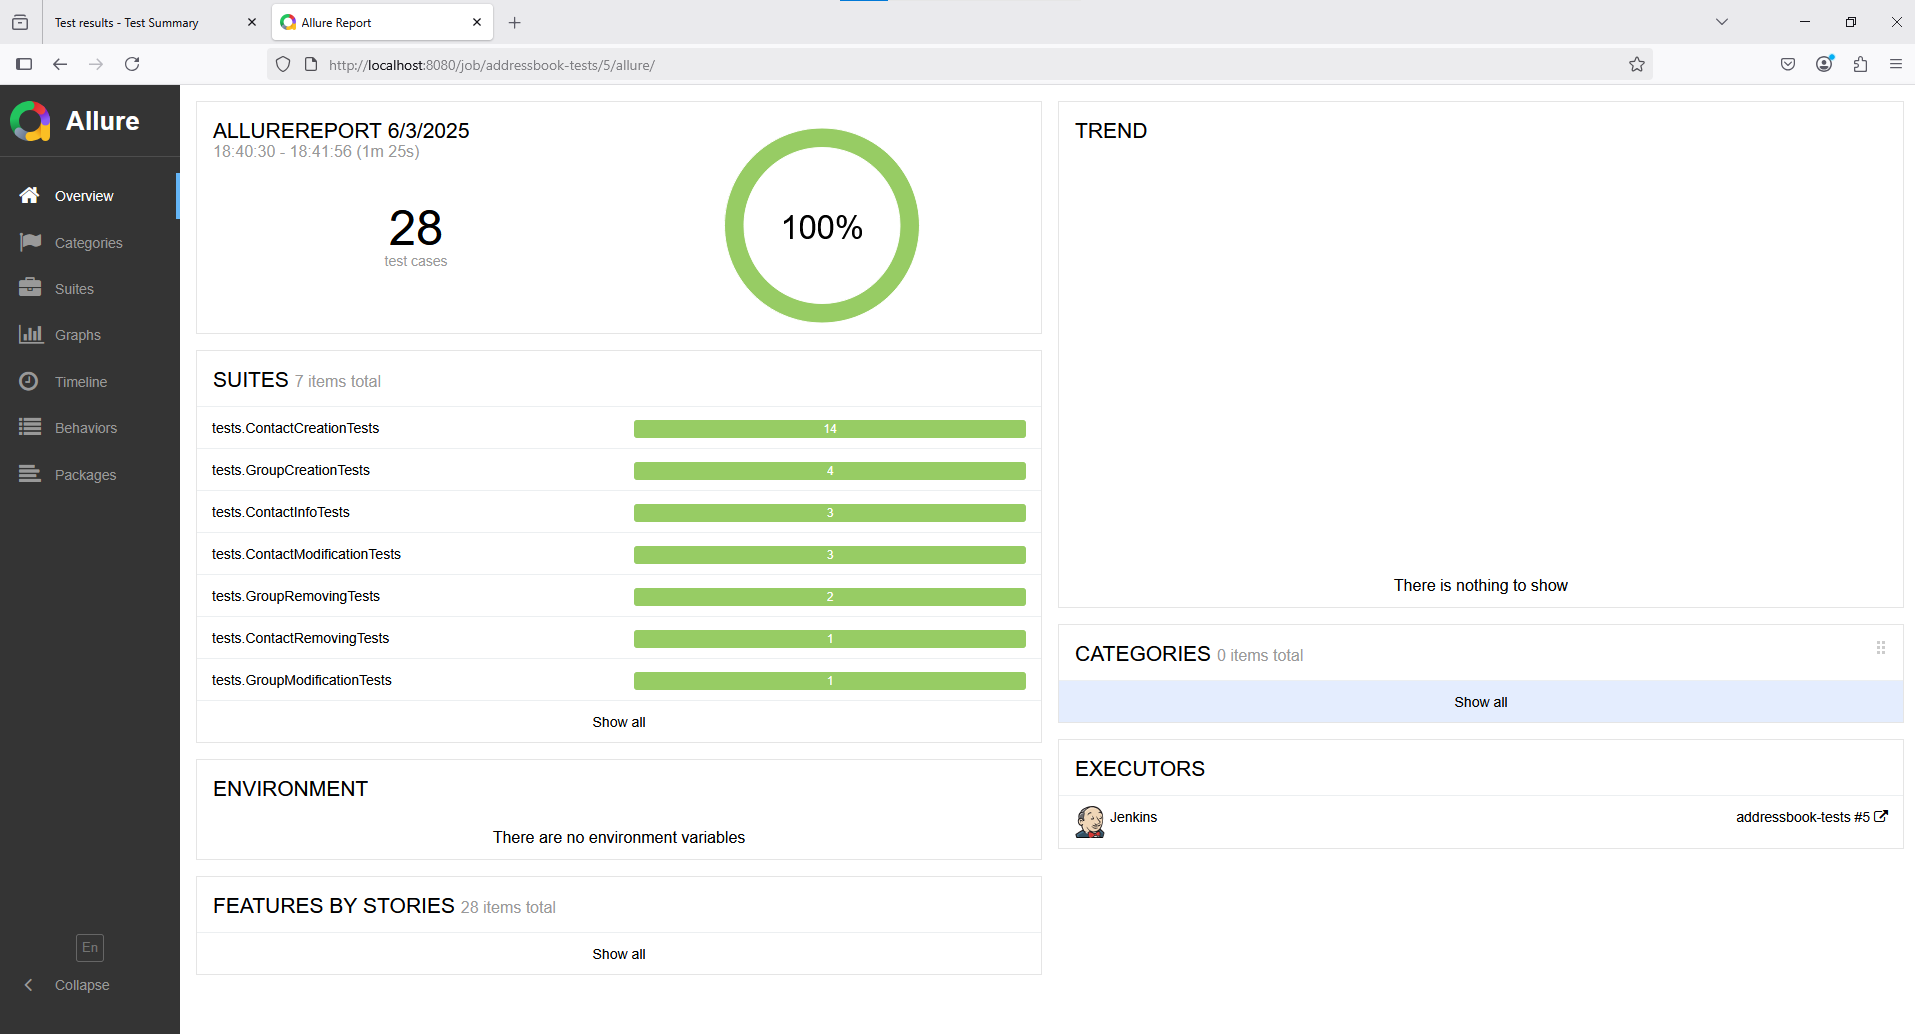 Test results - Test Summary
Allure Report
http://localhost:8080/job/addressbook-tests/5/allure/
Allure
Overview
Categories
Suites
Graphs
Timeline
Behaviors
Packages
En
Collapse
ALLUREREPORT 6/3/2025
18:40:30 - 18:41:56 (1m 25s)
28
test cases
100%
SUITES 7 items total
tests.ContactCreationTests 14
tests.GroupCreationTests 4
tests.ContactInfoTests 3
tests.ContactModificationTests 3
tests.GroupRemovingTests 2
tests.ContactRemovingTests 1
tests.GroupModificationTests 1
Show all
ENVIRONMENT
There are no environment variables
FEATURES BY STORIES 28 items total
Show all
TREND
There is nothing to show
CATEGORIES 0 items total
Show all
EXECUTORS
Jenkins addressbook-tests #5